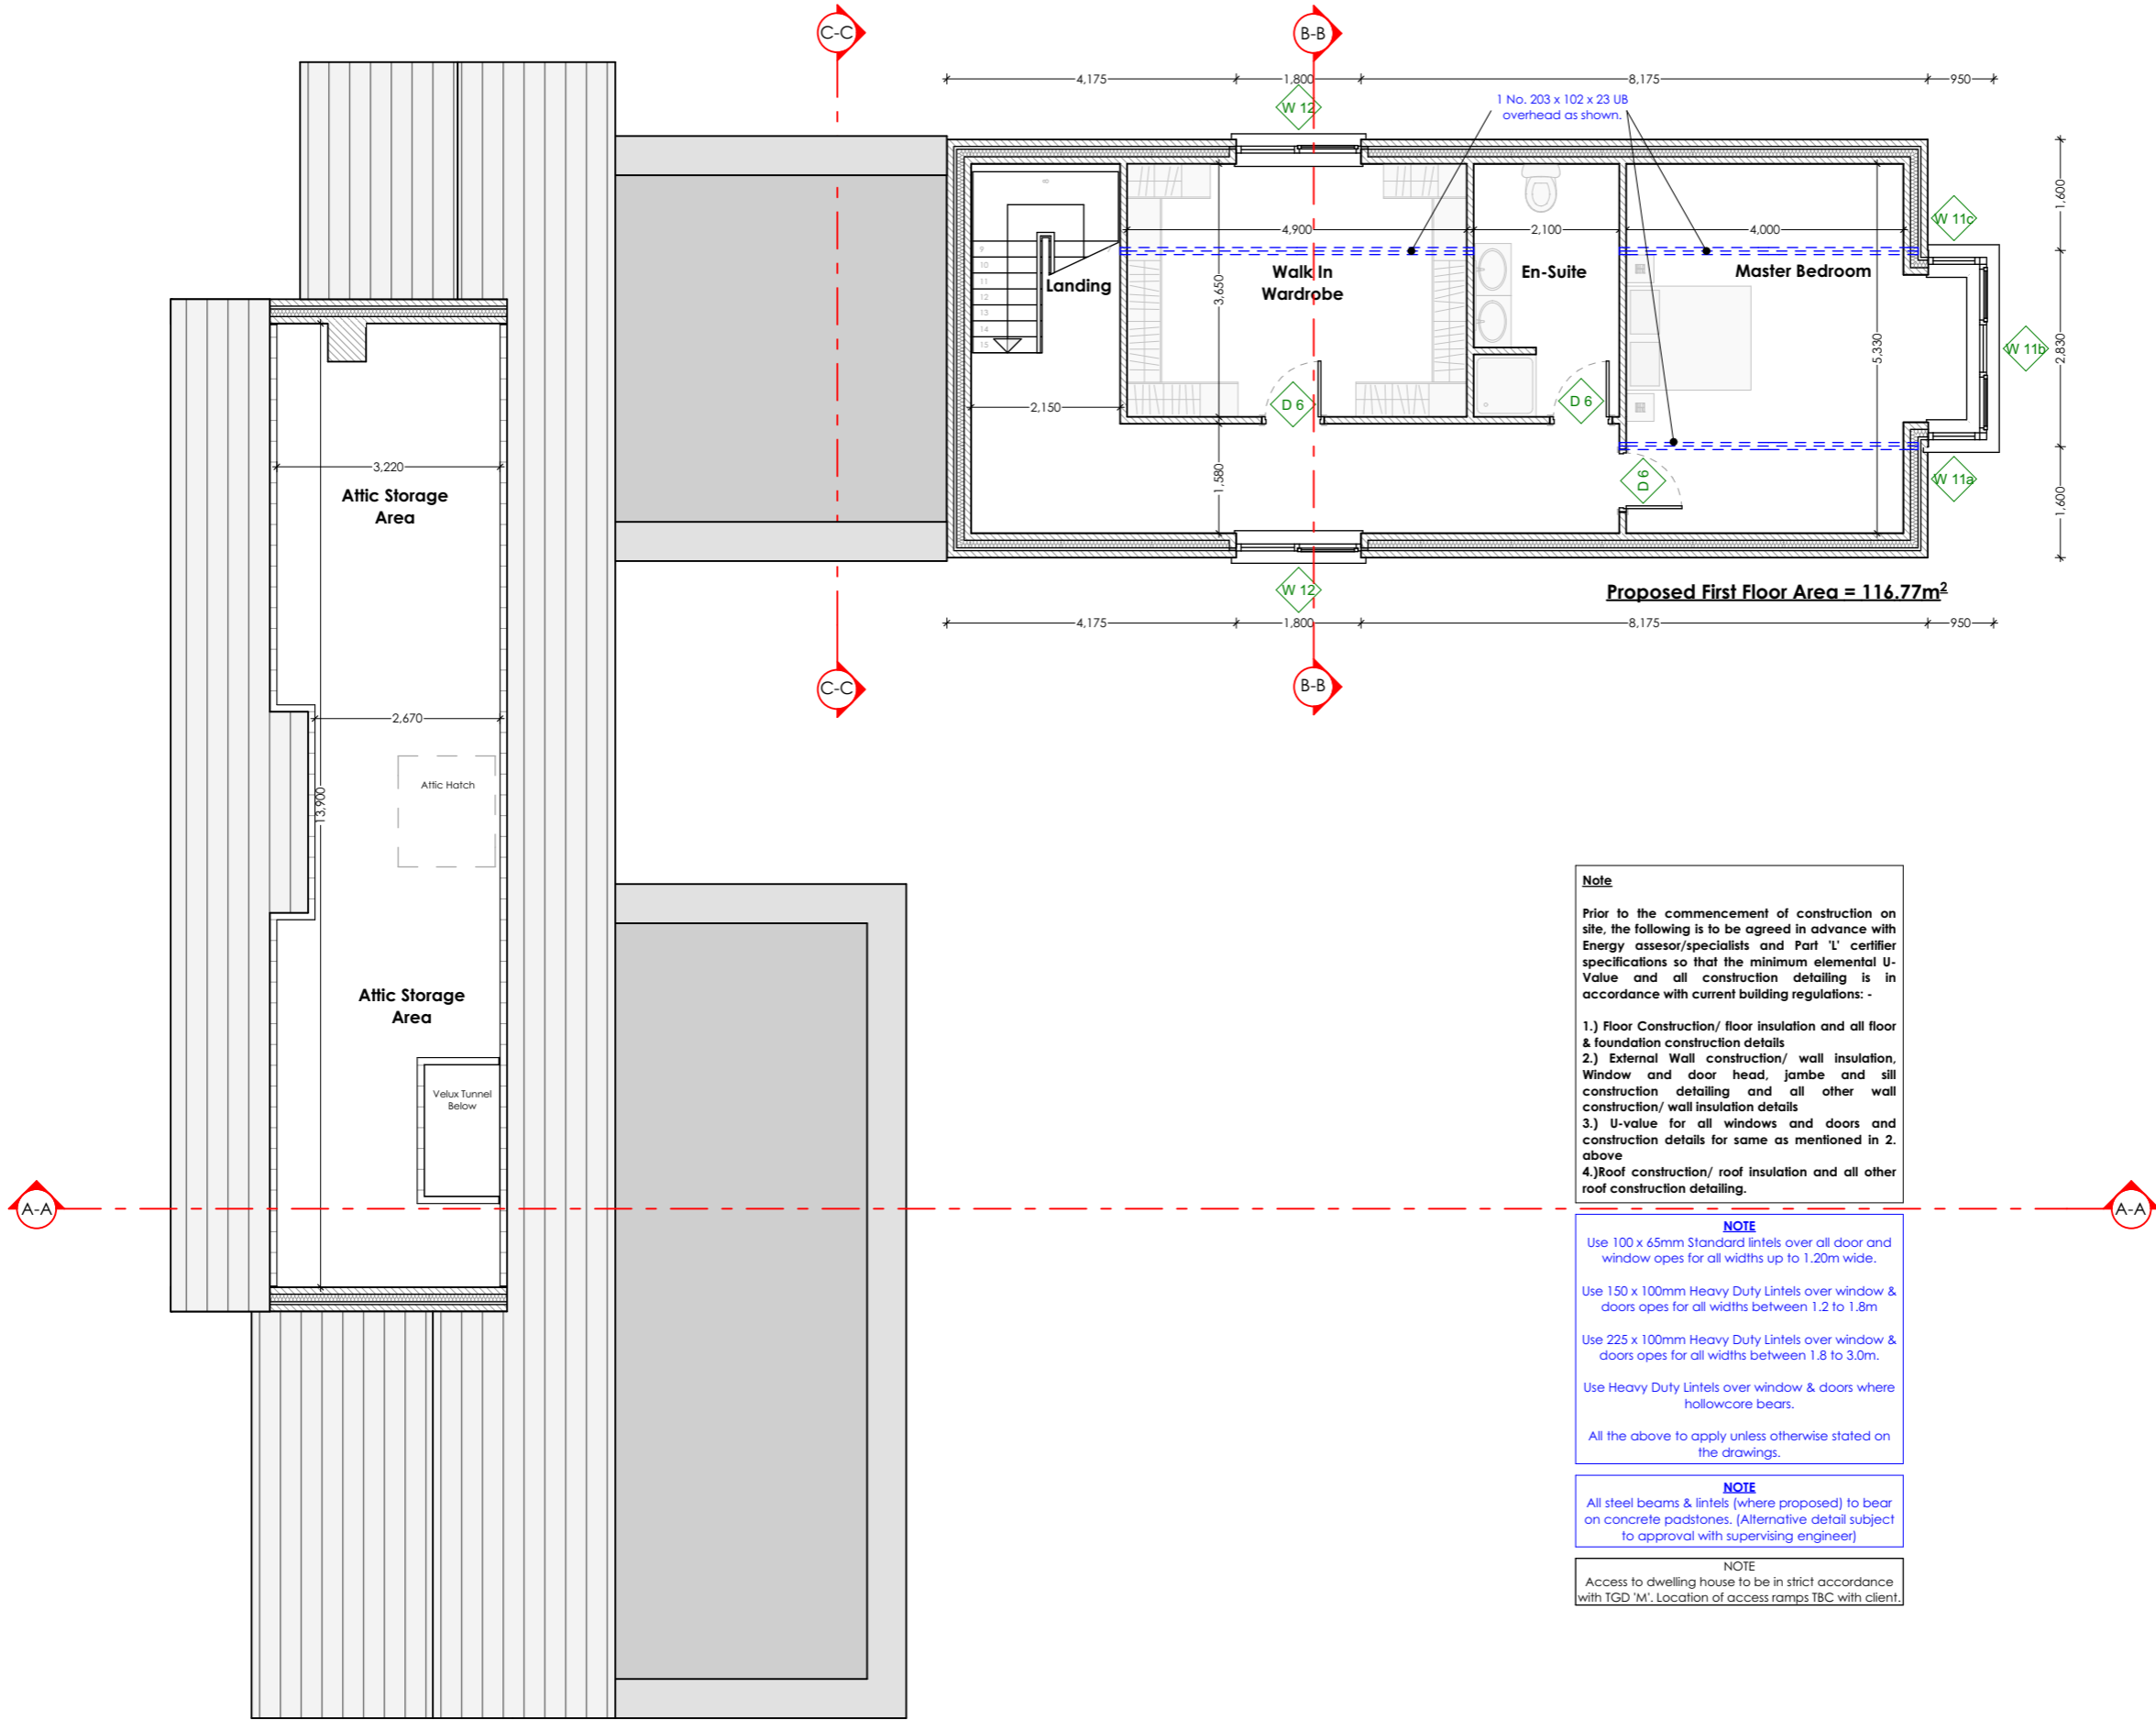 C-C
B-B
4,175
1,800
8,175
950
W 12
1 No. 203 x 102 x 23 UB
overhead as shown.
1,600
W 11c
4,900
2,100
4,000
9
10
11
12
13
14
15
Landing
Walk In
Wardrobe
En-Suite
Master Bedroom
3,650
5,330
W 11b
2,830
2,150
D 6
D 6
1,580
D 6
W 11a
1,600
W 12
Proposed First Floor Area = 116.77m²
4,175
1,800
8,175
950
C-C
B-B
3,220
Attic Storage
Area
2,670
Attic Hatch
13,900
Attic Storage
Area
Velux Tunnel
Below
A-A
A-A
Note
Prior to the commencement of construction on
site, the following is to be agreed in advance with
Energy assesor/specialists and Part 'L' certifier
specifications so that the minimum elemental U-
Value and all construction detailing is in
accordance with current building regulations: -
1.) Floor Construction/ floor insulation and all floor
& foundation construction details
2.) External Wall construction/ wall insulation,
Window and door head, jambe and sill
construction detailing and all other wall
construction/ wall insulation details
3.) U-value for all windows and doors and
construction details for same as mentioned in 2.
above
4.)Roof construction/ roof insulation and all other
roof construction detailing.
NOTE
Use 100 x 65mm Standard lintels over all door and
window opes for all widths up to 1.20m wide.
Use 150 x 100mm Heavy Duty Lintels over window &
doors opes for all widths between 1.2 to 1.8m
Use 225 x 100mm Heavy Duty Lintels over window &
doors opes for all widths between 1.8 to 3.0m.
Use Heavy Duty Lintels over window & doors where
hollowcore bears.
All the above to apply unless otherwise stated on
the drawings.
NOTE
All steel beams & lintels (where proposed) to bear
on concrete padstones. (Alternative detail subject
to approval with supervising engineer)
NOTE
Access to dwelling house to be in strict accordance
with TGD 'M'. Location of access ramps TBC with client.